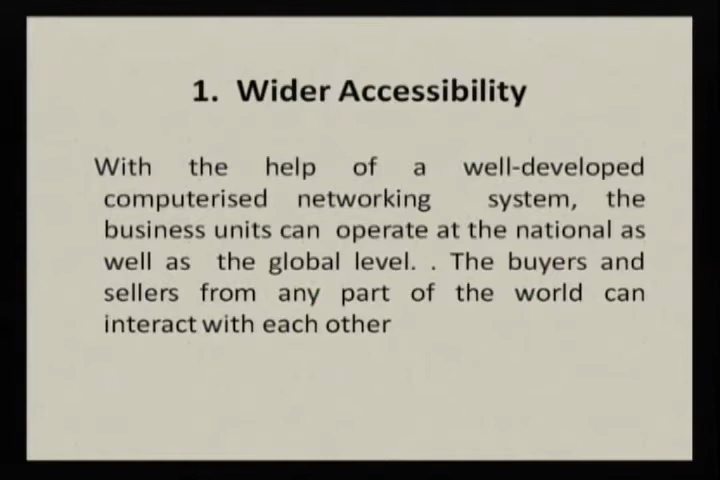 1. Wider Accessibility
With the help of a well-developed
computerised networking system, the
business units can operate at the national as
well as the global level. . The buyers and
sellers from any part of the world can
interact with each other